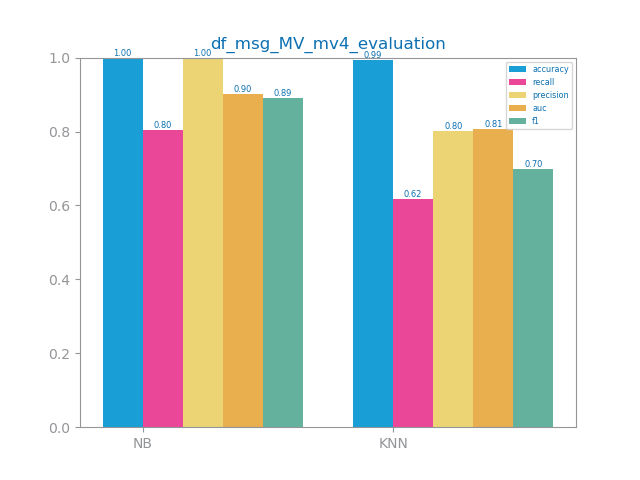 df_msg_MV_mv4_evaluation
1.0
0.8
0.6
0.4
0.2
0.0
1.00
0.80
1.00
0.90
0.89
0.99
0.62
0.80
0.81
0.70
accuracy
recall
precision
auc
f1
NB
KNN